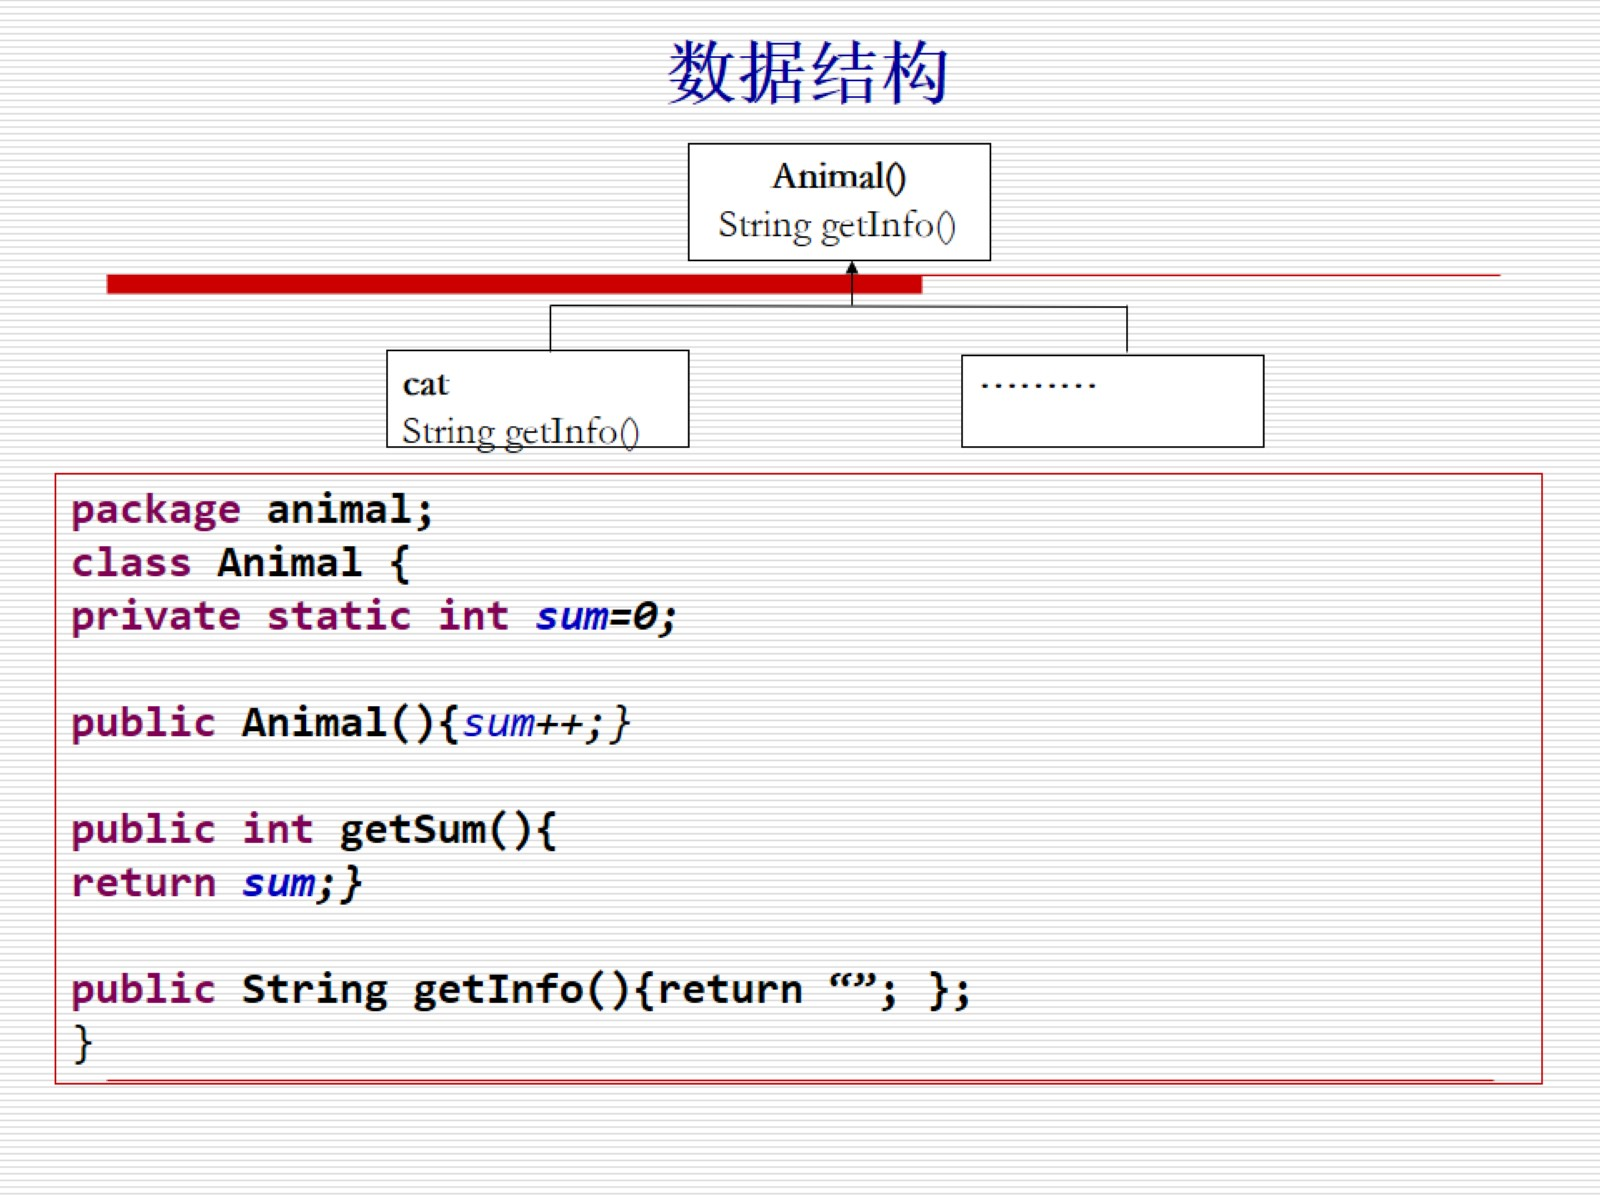 数据结构
Animal()
String getInfo()
cat
String getInfo()
·········
package animal;
class Animal {
private static int sum=0;
public Animal(){sum++;}
public int getSum(){
return sum;}
public String getInfo(){return “”; };
}